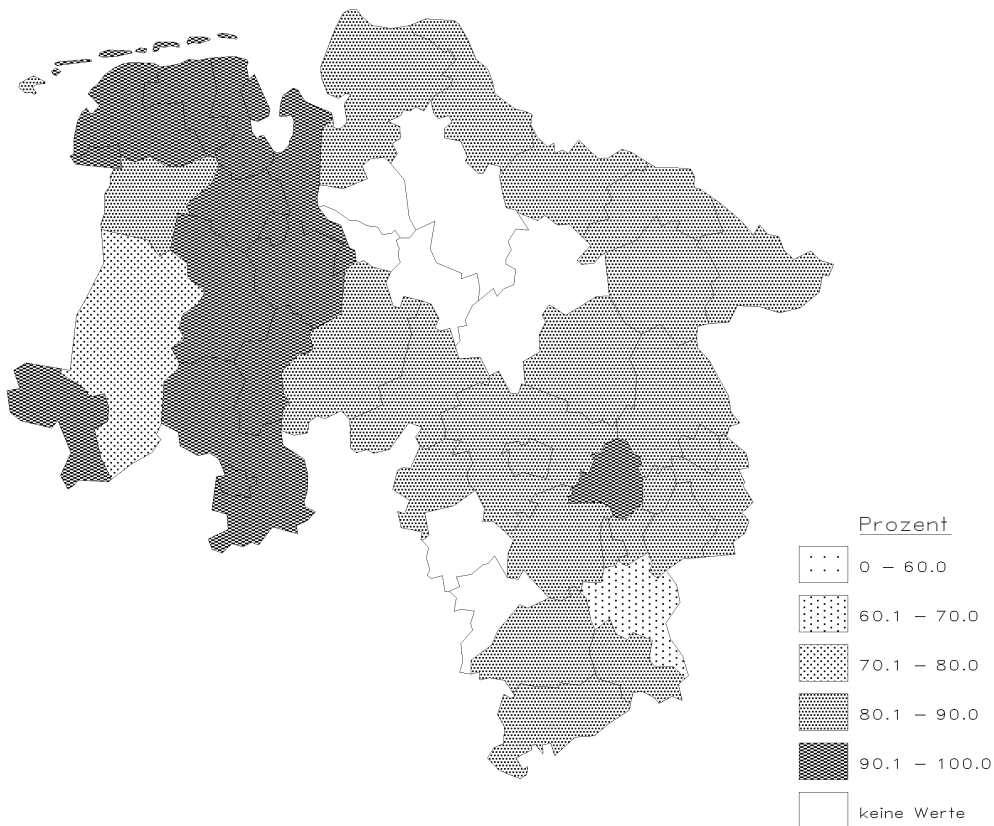 Prozent
0 – 60.0
60.1 – 70.0
70.1 – 80.0
80.1 – 90.0
90.1 – 100.0
keine Werte